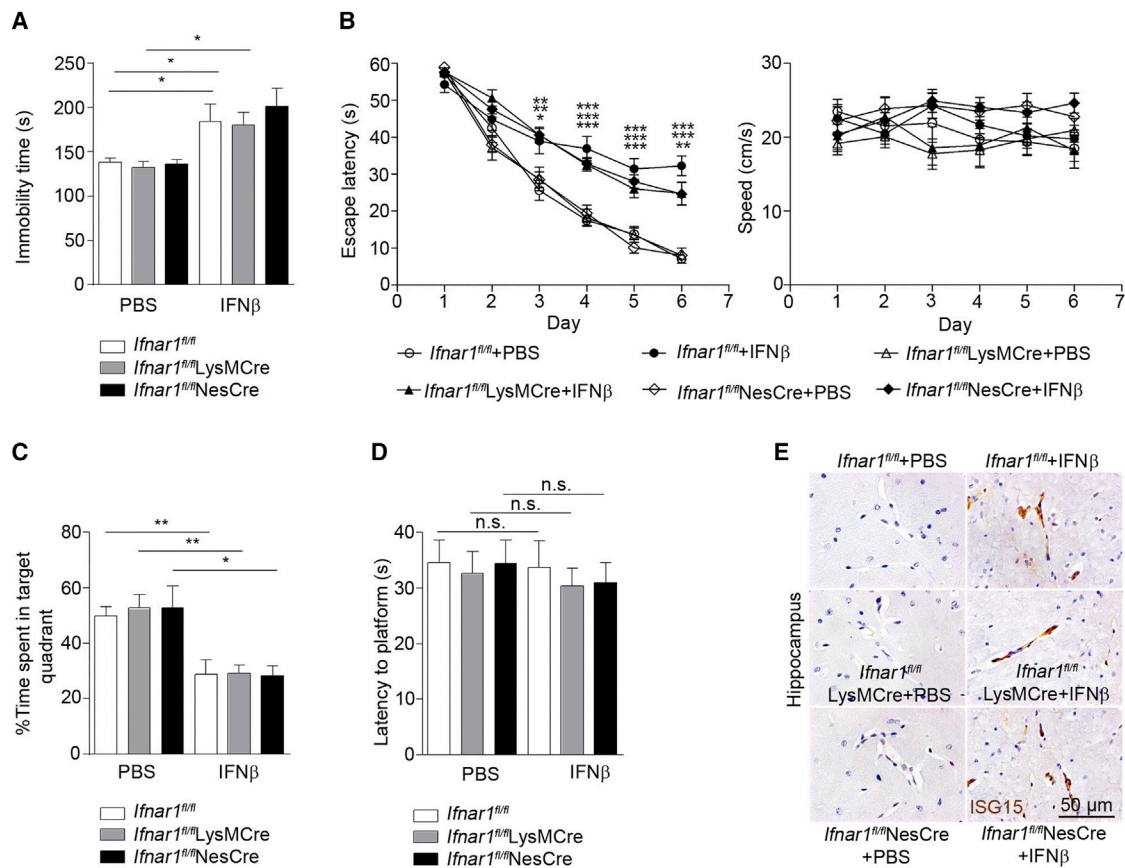 A
*
*
*
250
200
150
100
50
0
Immobility time (s)
PBS
IFNβ
Ifnar1fl/fl
Ifnar1fl/flLysMCre
Ifnar1fl/flNesCre
B
60
50
40
30
20
10
0
Escape latency (s)
**
**
*
***
***
***
***
***
***
***
***
**
0 1 2 3 4 5 6 7
Day
30
20
10
0
Speed (cm/s)
0 1 2 3 4 5 6 7
Day
Ifnar1fl/fl+PBS
Ifnar1fl/fl+IFNβ
Ifnar1fl/flLysMCre+PBS
Ifnar1fl/flLysMCre+IFNβ
Ifnar1fl/flNesCre+PBS
Ifnar1fl/flNesCre+IFNβ
C
**
**
*
80
60
40
20
0
%Time spent in target
quadrant
PBS
IFNβ
Ifnar1fl/fl
Ifnar1fl/flLysMCre
Ifnar1fl/flNesCre
D
n.s.
n.s.
n.s.
40
30
20
10
0
Latency to platform (s)
PBS
IFNβ
Ifnar1fl/fl
Ifnar1fl/flLysMCre
Ifnar1fl/flNesCre
E
Ifnar1fl/fl+PBS
Ifnar1fl/fl+IFNβ
Hippocampus
Ifnar1fl/fl
LysMCre+PBS
Ifnar1fl/fl
LysMCre+IFNβ
ISG15
50 µm
Ifnar1fl/flNesCre
+PBS
Ifnar1fl/flNesCre
+IFNβ